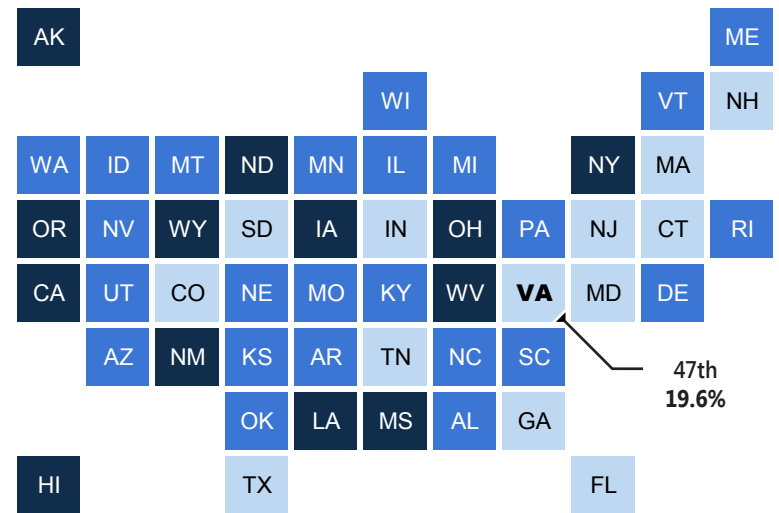 AK ME
WI VT NH
WA ID MT ND MN IL MI NY MA
OR NV WY SD IA IN OH PA NJ CT RI
CA UT CO NE MO KY WV VA MD DE
AZ NM KS AR TN NC SC
47th
19.6%
OK LA MS AL GA
HI TX FL